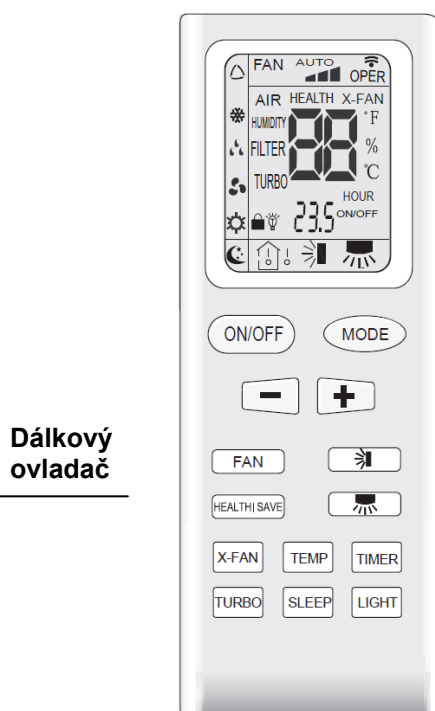 FAN AUTO OPER
AIR HEALTH X-FAN
HUMIDITY 88 °F
FILTER %
°C
TURBO
HOUR
23.5 ON/OFF
ON/OFF MODE
- +
Dálkový
ovladač
FAN
HEALTH|SAVE
X-FAN TEMP TIMER
TURBO SLEEP LIGHT